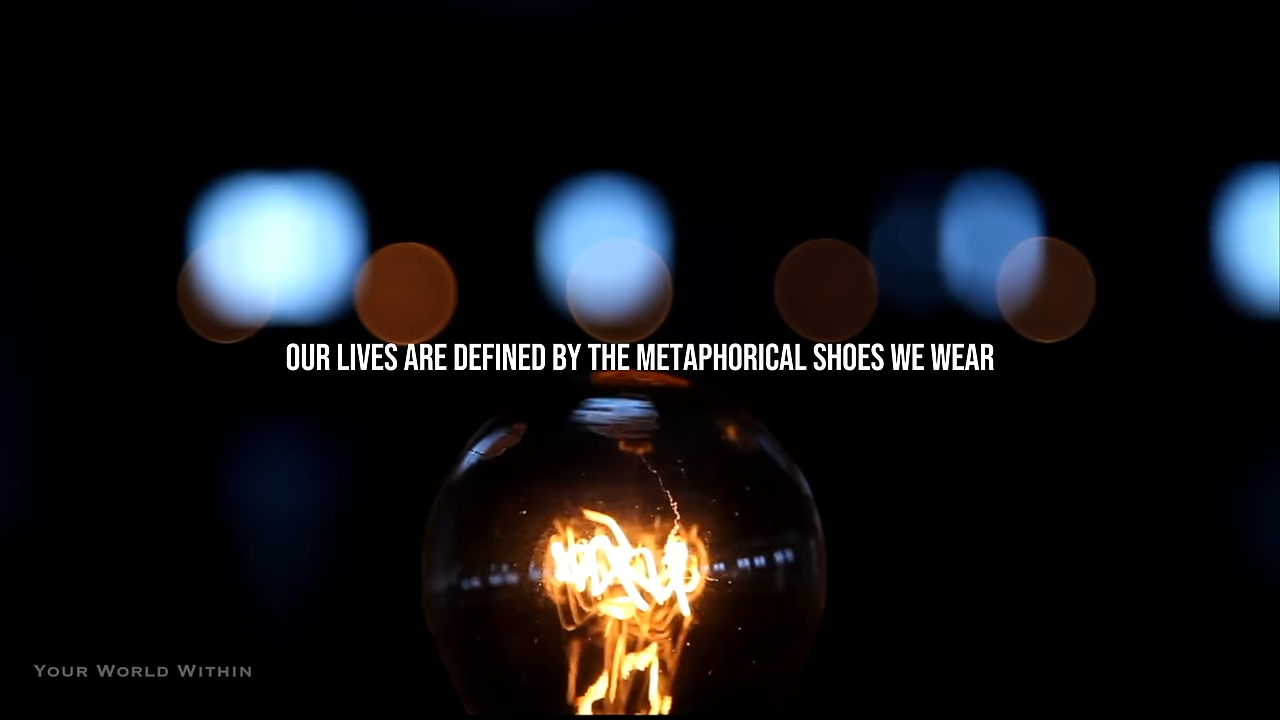 OUR LIVES ARE DEFINED BY THE METAPHORICAL SHOES WE WEAR
YOUR WORLD WITHIN